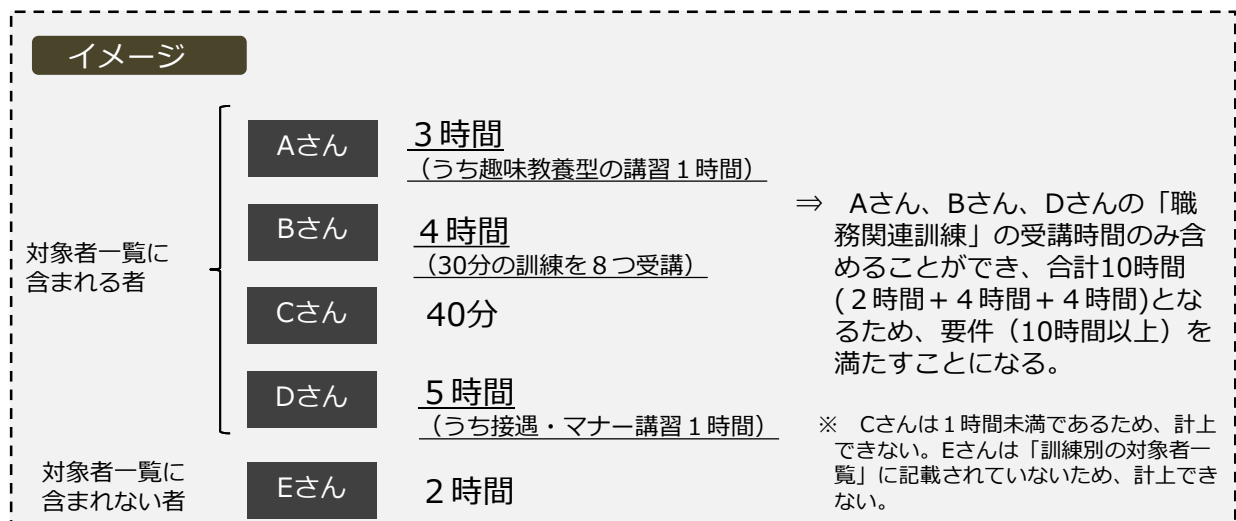 イメージ
対象者一覧に
含まれる者
Aさん
３時間
（うち趣味教養型の講習１時間）
Bさん
４時間
（30分の訓練を８つ受講）
Cさん
40分
Dさん
５時間
（うち接遇・マナー講習１時間）
対象者一覧に
含まれない者
Eさん
２時間
⇒　Aさん、Bさん、Dさんの「職
務関連訓練」の受講時間のみ含
めることができ、合計10時間
(２時間＋４時間＋４時間)とな
るため、要件（10時間以上）を
満たすことになる。
※　Cさんは１時間未満であるため、計上
できない。Eさんは「訓練別の対象者一
覧」に記載されていないため、計上でき
ない。